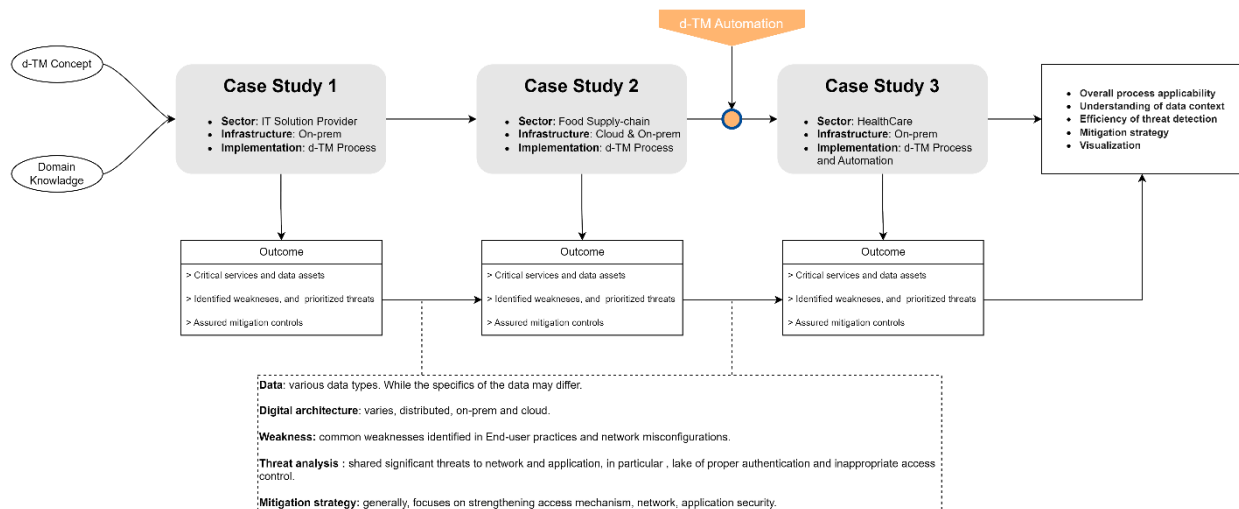 d-TM Automation
d-TM Concept
Domain
Knowladge
Case Study 1
• Sector: IT Solution Provider
• Infrastructure: On-prem
• Implementation: d-TM Process
Case Study 2
• Sector: Food Supply-chain
• Infrastructure: Cloud & On-prem
• Implementation: d-TM Process
Case Study 3
• Sector: HealthCare
• Infrastructure: On-prem
• Implementation: d-TM Process
and Automation
• Overall process applicability
• Understanding of data context
• Efficiency of threat detection
• Mitigation strategy
• Visualization
Outcome
> Critical services and data assets
> Identified weakneses, and prioritized threats
> Assured mitigation controls
Outcome
> Critical services and data assets
> Identified weakneses, and prioritized threats
> Assured mitigation controls
Outcome
> Critical services and data assets
> Identified weakneses, and prioritized threats
> Assured mitigation controls
Data: various data types. While the specifics of the data may differ.
Digital architecture: varies, distributed, on-prem and cloud.
Weakness: common weaknesses identified in End-user practices and network misconfigurations.
Threat analysis : shared significant threats to network and application, in particular , lake of proper authentication and inappropriate access
control.
Mitigation strategy: generally, focuses on strengthening access mechanism, network, application security.